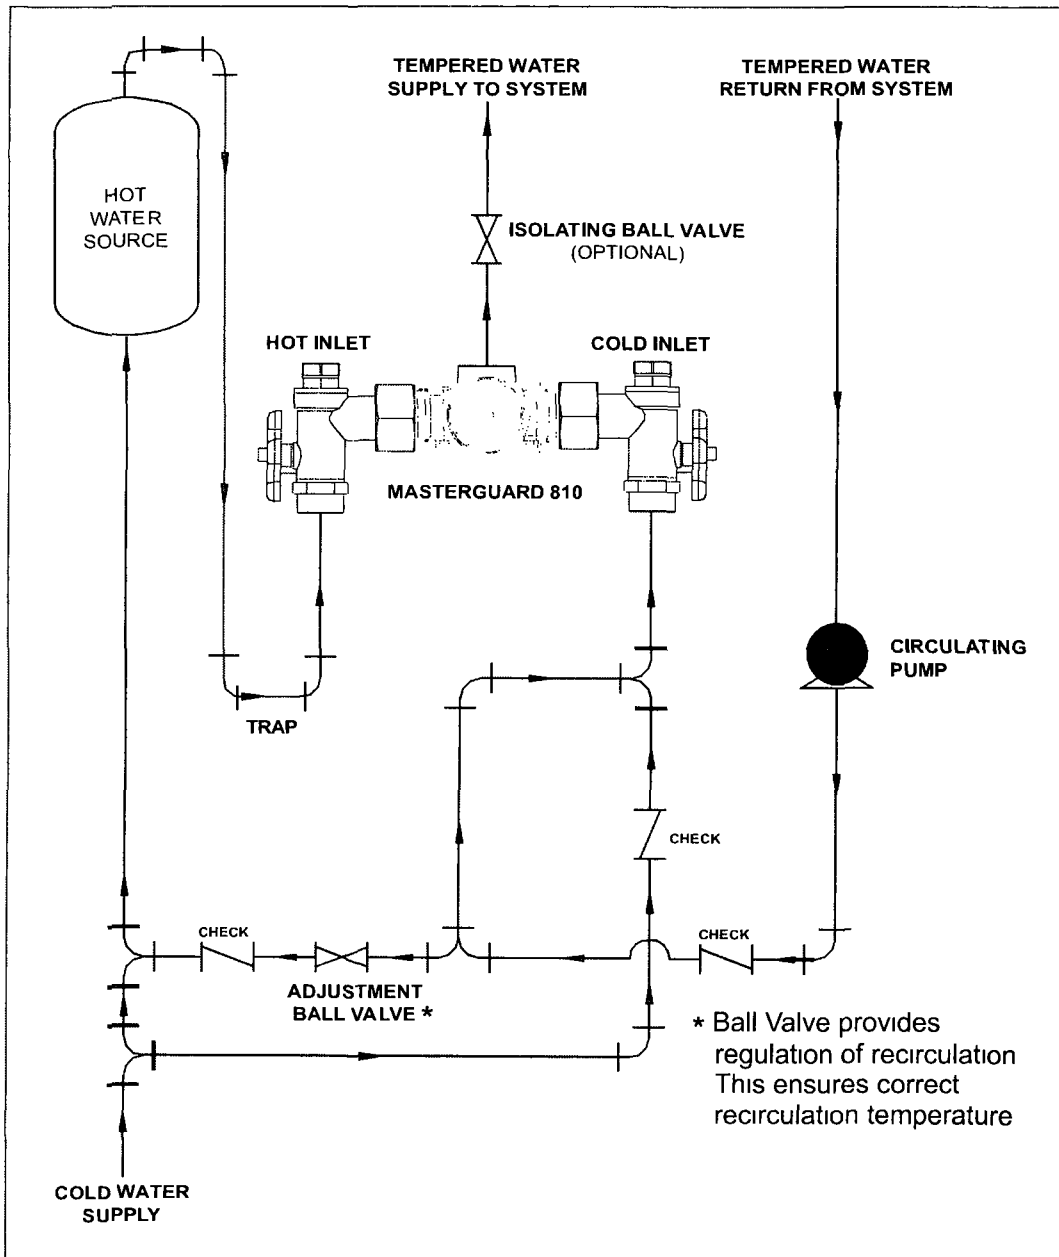 TEMPERED WATER
SUPPLY TO SYSTEM
TEMPERED WATER
RETURN FROM SYSTEM
HOT
WATER
SOURCE
ISOLATING BALL VALVE
(OPTIONAL)
HOT INLET
COLD INLET
MASTERGUARD 810
CIRCULATING
PUMP
TRAP
CHECK
CHECK
CHECK
ADJUSTMENT
BALL VALVE *
* Ball Valve provides
regulation of recirculation
This ensures correct
recirculation temperature
COLD WATER
SUPPLY